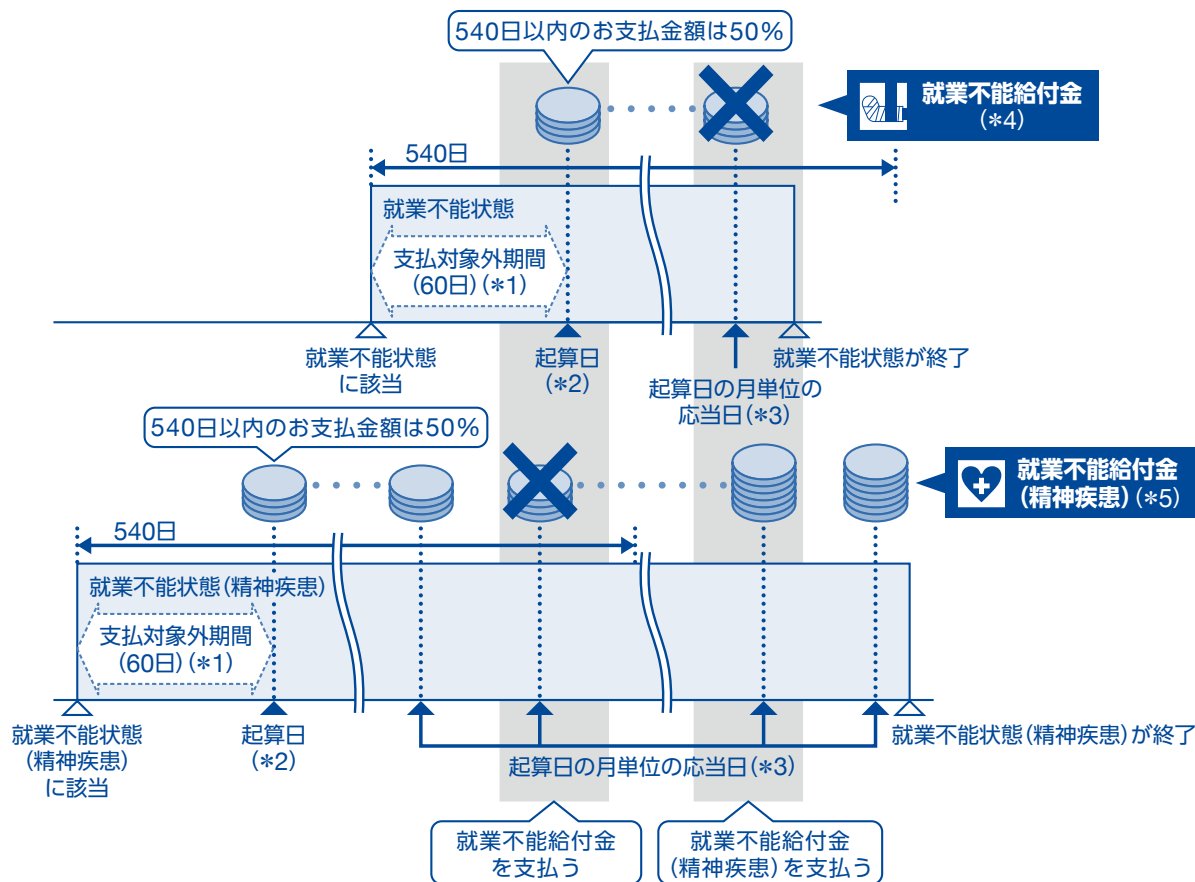 540日以内のお支払金額は50%
就業不能給付金
(*4)
540日
就業不能状態
支払対象外期間
(60日)(*1)
就業不能状態
に該当
起算日
(*2)
起算日の月単位の
応当日(*3)
就業不能状態が終了
540日以内のお支払金額は50%
就業不能給付金
(精神疾患)(*5)
540日
就業不能状態(精神疾患)
支払対象外期間
(60日)(*1)
就業不能状態
(精神疾患)
に該当
起算日
(*2)
起算日の月単位の応当日(*3)
就業不能状態(精神疾患)が終了
就業不能給付金
を支払う
就業不能給付金
(精神疾患)を支払う